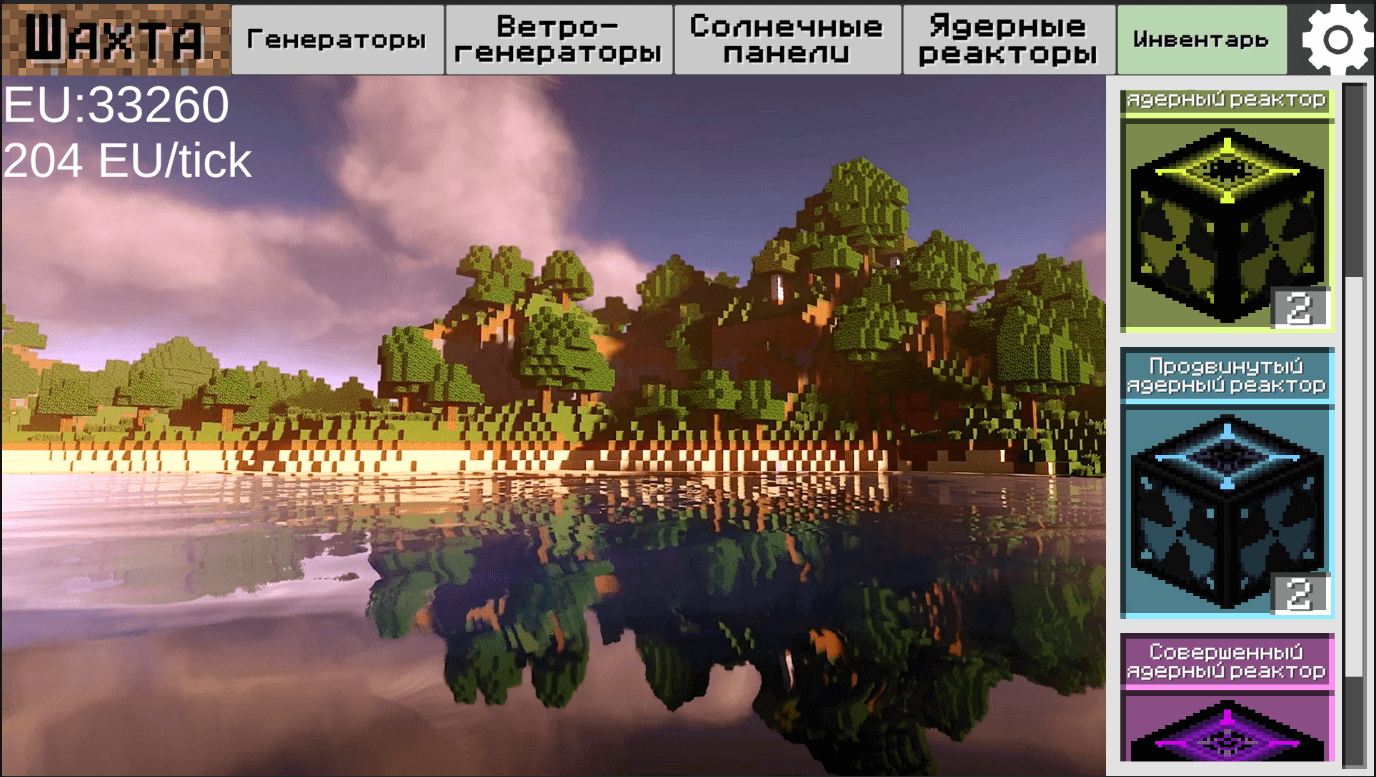 Шахта
Генераторы
Ветро-
генераторы
Солнечные
панели
Ядерные
реакторы
Инвентарь
EU:33260
204 EU/tick
ядерный реактор
2
Продвинутый
ядерный реактор
2
Совершенный
ядерный реактор